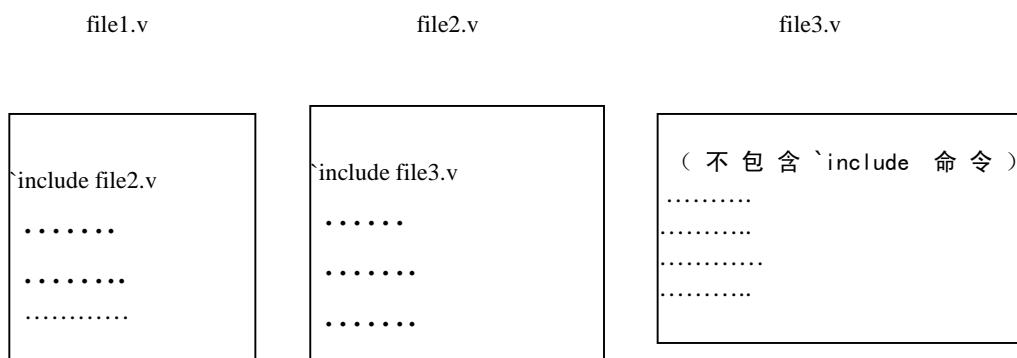 file1.v
file2.v
file3.v
`include file2.v
.......
........
…………
`include file3.v
......
.......
.......
（ 不 包 含 `include 命 令 ）
……….
………..
…………
………..